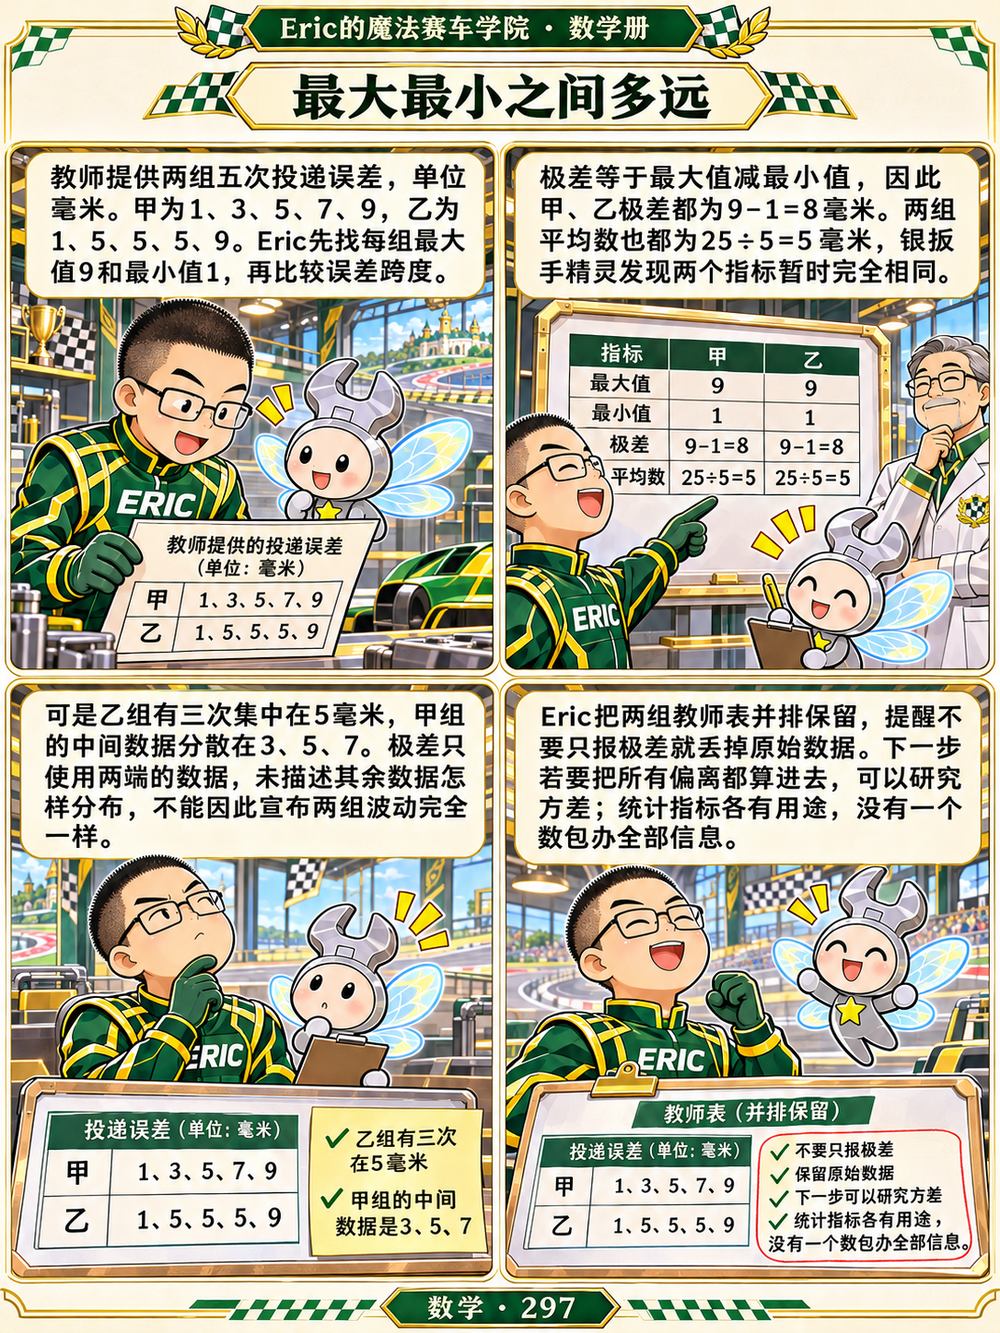 Eric的魔法赛车学院 · 数学册
最大最小之间多远
教师提供两组五次投递误差，单位
毫米。甲为1、3、5、7、9，乙为
1、5、5、5、9。Eric先找每组最大
值9和最小值1，再比较误差跨度。
ERIC
教师提供的投递误差
（单位：毫米）
甲 1、3、5、7、9
乙 1、5、5、5、9
极差等于最大值减最小值，因此
甲、乙极差都为9-1=8毫米。两组
平均数也都为25÷5=5毫米，银扳
手精灵发现两个指标暂时完全相同。
指标 甲 乙
最大值 9 9
最小值 1 1
极差 9-1=8 9-1=8
平均数 25÷5=5 25÷5=5
ERIC
可是乙组有三次集中在5毫米，甲组
的中间数据分散在3、5、7。极差只
使用两端的数据，未描述其余数据怎
样分布，不能因此宣布两组波动完全
一样。
ERIC
投递误差（单位：毫米）
甲 1、3、5、7、9
乙 1、5、5、5、9
✓ 乙组有三次
在5毫米
✓ 甲组的中间
数据是3、5、7
Eric把两组教师表并排保留，提醒不
要只报极差就丢掉原始数据。下一步
若要把所有偏离都算进去，可以研究
方差；统计指标各有用途，没有一个
数包办全部信息。
ERIC
教师表（并排保留）
投递误差（单位：毫米）
甲 1、3、5、7、9
乙 1、5、5、5、9
✓ 不要只报极差
✓ 保留原始数据
✓ 下一步可以研究方差
✓ 统计指标各有用途，
没有一个数包办全部信息。
数学 · 297